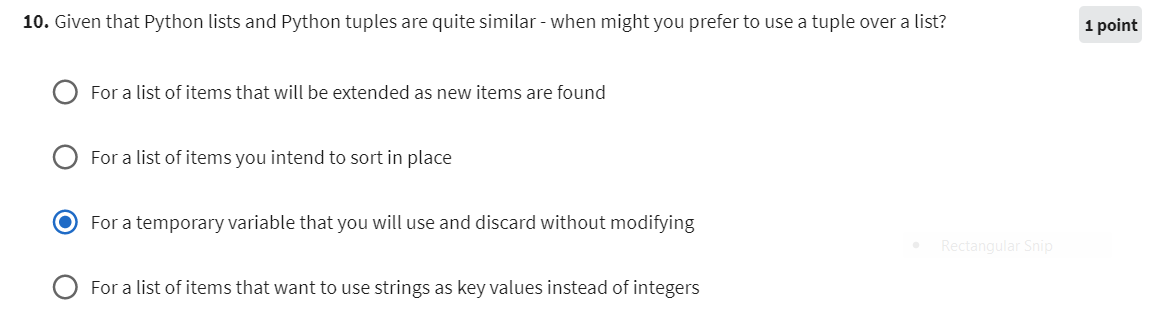 10. Given that Python lists and Python tuples are quite similar - when might you prefer to use a tuple over a list?
1 point
For a list of items that will be extended as new items are found
For a list of items you intend to sort in place
For a temporary variable that you will use and discard without modifying
Rectangular Snip
For a list of items that want to use strings as key values instead of integers